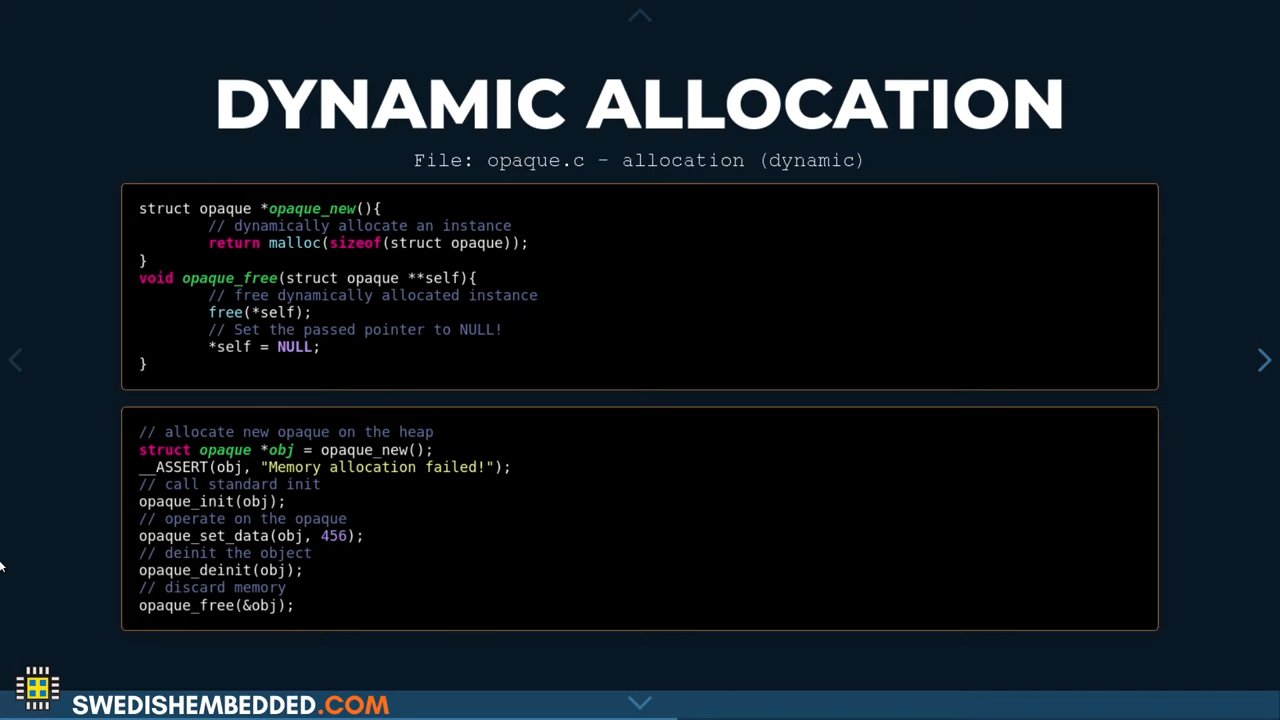 DYNAMIC ALLOCATION
File: opaque.c - allocation (dynamic)
struct opaque *opaque_new(){
        // dynamically allocate an instance
        return malloc(sizeof(struct opaque));
}
void opaque_free(struct opaque **self){
        // free dynamically allocated instance
        free(*self);
        // Set the passed pointer to NULL!
        *self = NULL;
}
// allocate new opaque on the heap
struct opaque *obj = opaque_new();
__ASSERT(obj, "Memory allocation failed!");
// call standard init
opaque_init(obj);
// operate on the opaque
opaque_set_data(obj, 456);
// deinit the object
opaque_deinit(obj);
// discard memory
opaque_free(&obj);
SWEDISHEMBEDDED.COM